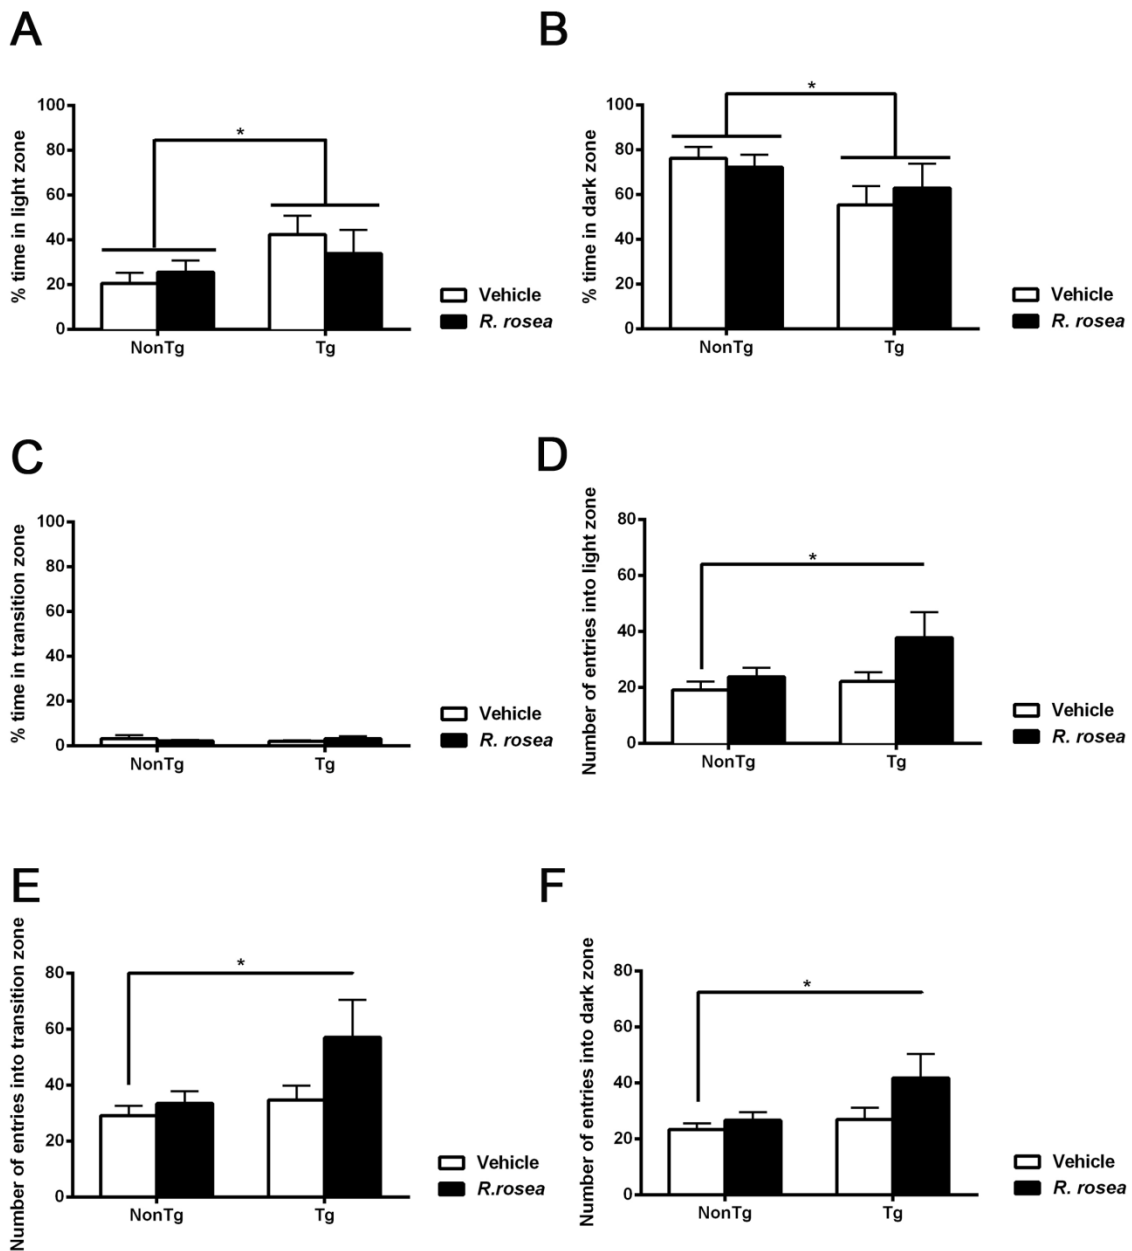 A
% time in light zone
100
80
60
40
20
0
*
NonTg
Tg
Vehicle
R. rosea
B
% time in dark zone
100
80
60
40
20
0
*
NonTg
Tg
Vehicle
R. rosea
C
% time in transition zone
100
80
60
40
20
0
NonTg
Tg
Vehicle
R. rosea
D
Number of entries into light zone
80
60
40
20
0
*
NonTg
Tg
Vehicle
R. rosea
E
Number of entries into transition zone
80
60
40
20
0
*
NonTg
Tg
Vehicle
R.rosea
F
Number of entries into dark zone
80
60
40
20
0
*
NonTg
Tg
Vehicle
R. rosea